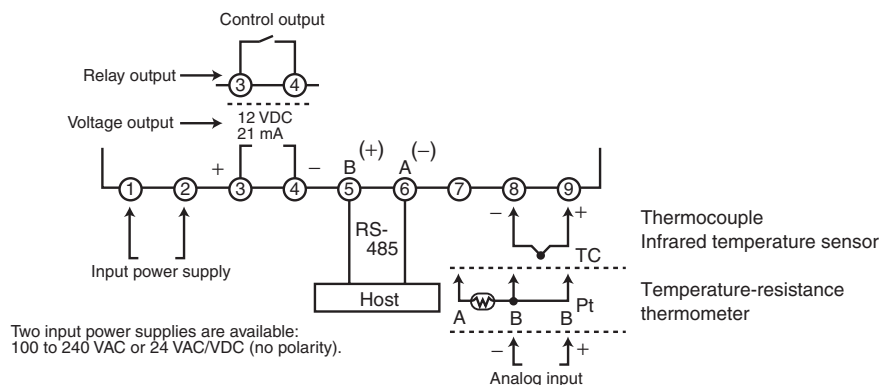 Control output
Relay output
3 4
Voltage output
12 VDC
21 mA
+ − B (+) A (−)
1 2 3 4 5 6 7 8 9
− +
RS-
485
TC
Thermocouple
Infrared temperature sensor
Input power supply
Host
A B B Pt
Temperature-resistance
thermometer
Two input power supplies are available:
100 to 240 VAC or 24 VAC/VDC (no polarity).
− +
Analog input